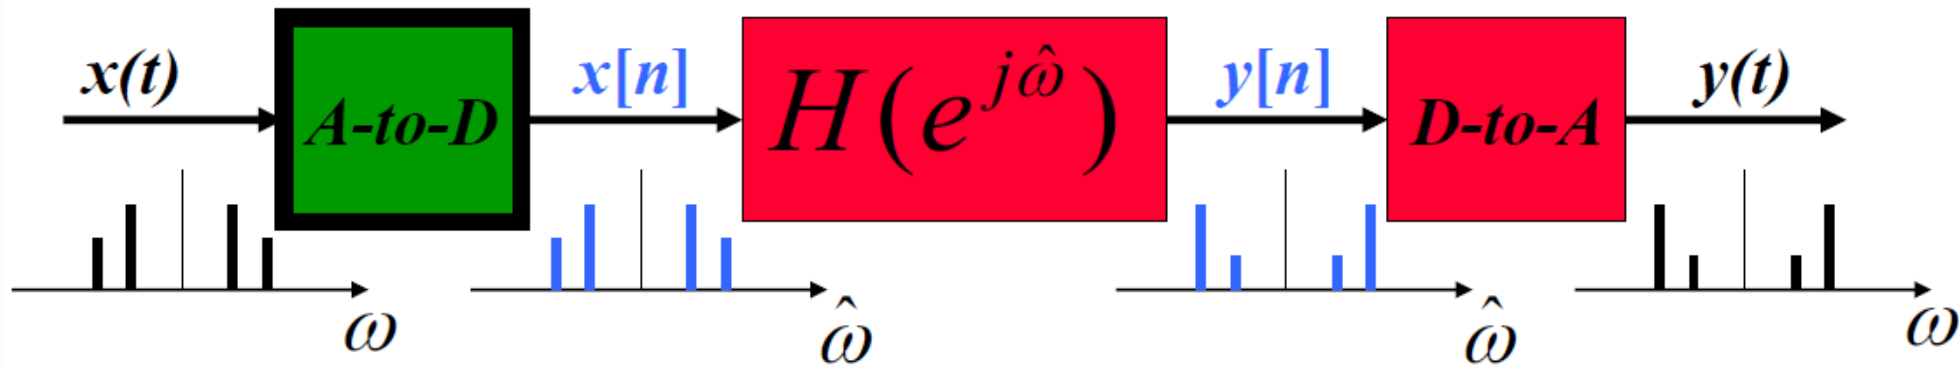 x(t)
A-to-D
x[n]
H(e^{jω̂})
y[n]
D-to-A
y(t)
ω
ω̂
ω̂
ω